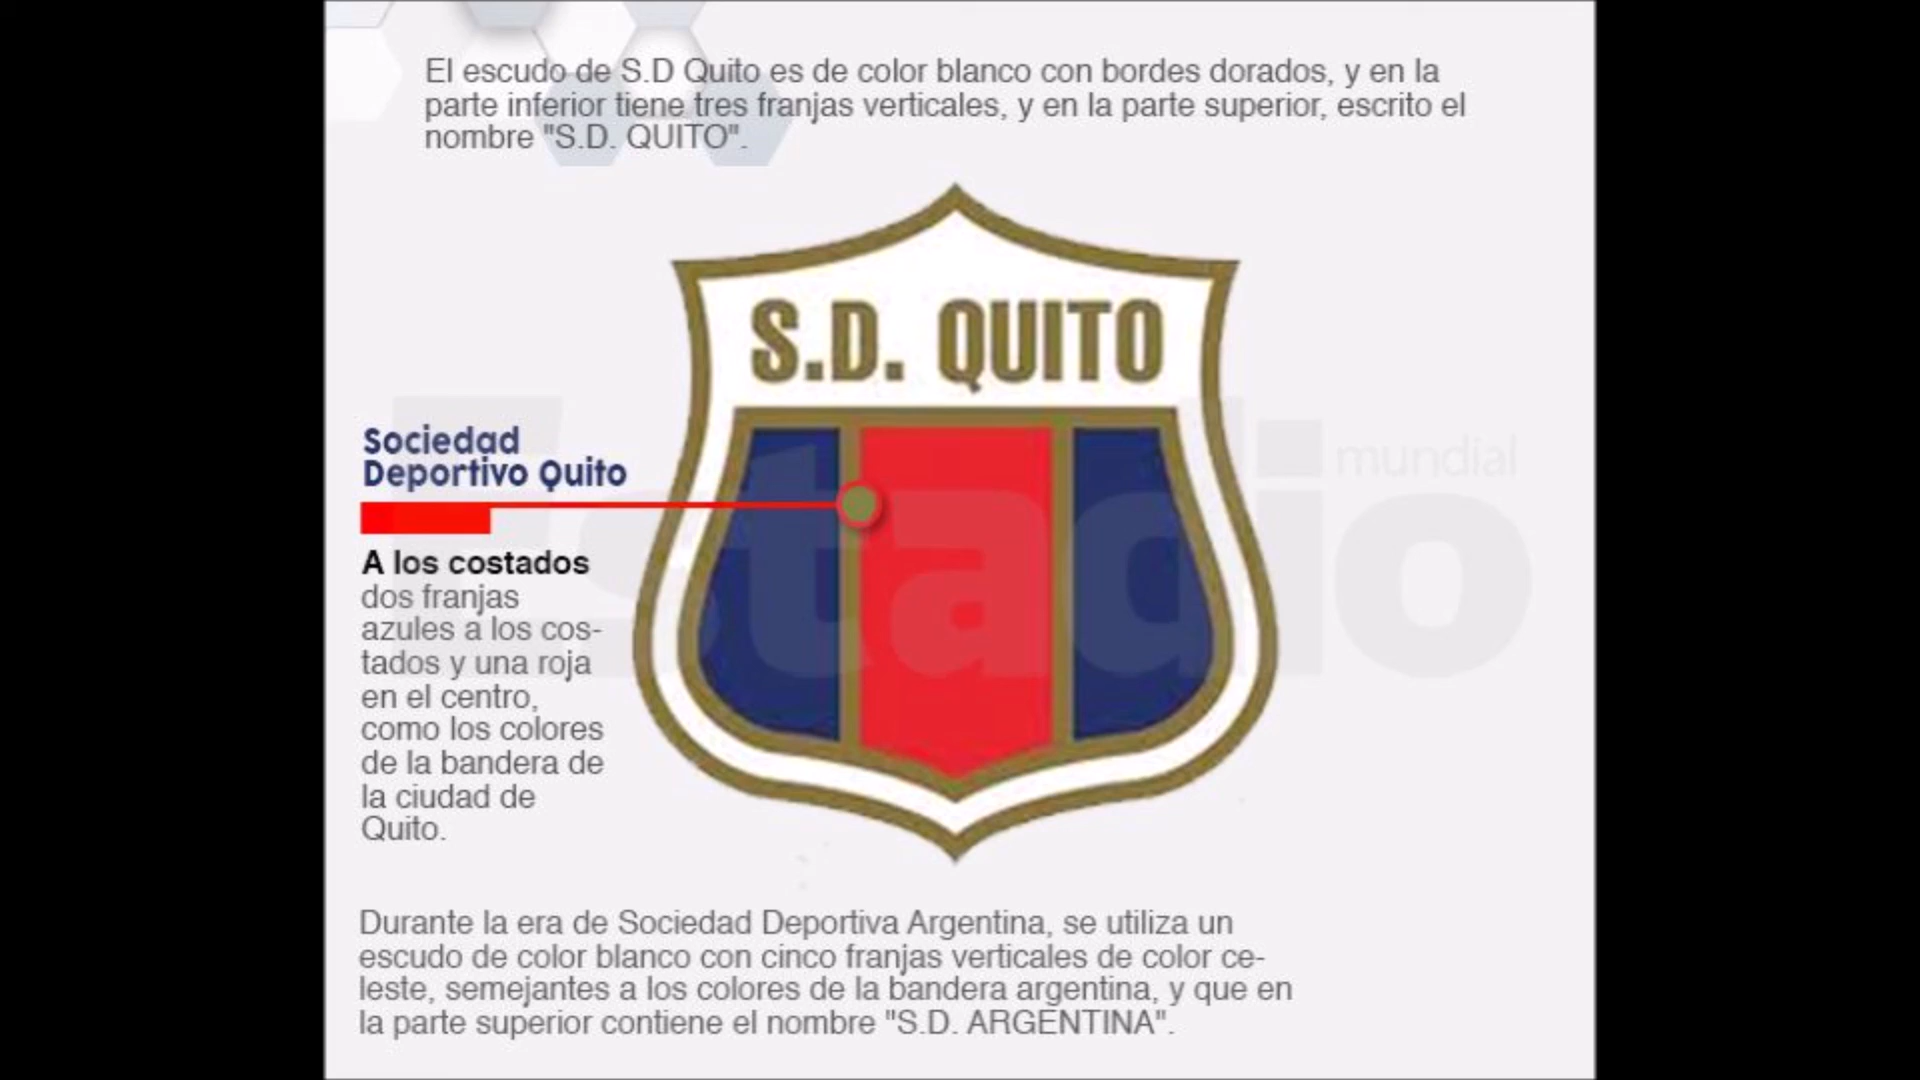 El escudo de S.D Quito es de color blanco con bordes dorados, y en la
parte inferior tiene tres franjas verticales, y en la parte superior, escrito el
nombre "S.D. QUITO".
S.D. QUITO
Sociedad
Deportivo Quito
A los costados
dos franjas
azules a los cos-
tados y una roja
en el centro,
como los colores
de la bandera de
la ciudad de
Quito.
Estadio
mundial
Durante la era de Sociedad Deportiva Argentina, se utiliza un
escudo de color blanco con cinco franjas verticales de color ce-
leste, semejantes a los colores de la bandera argentina, y que en
la parte superior contiene el nombre "S.D. ARGENTINA".